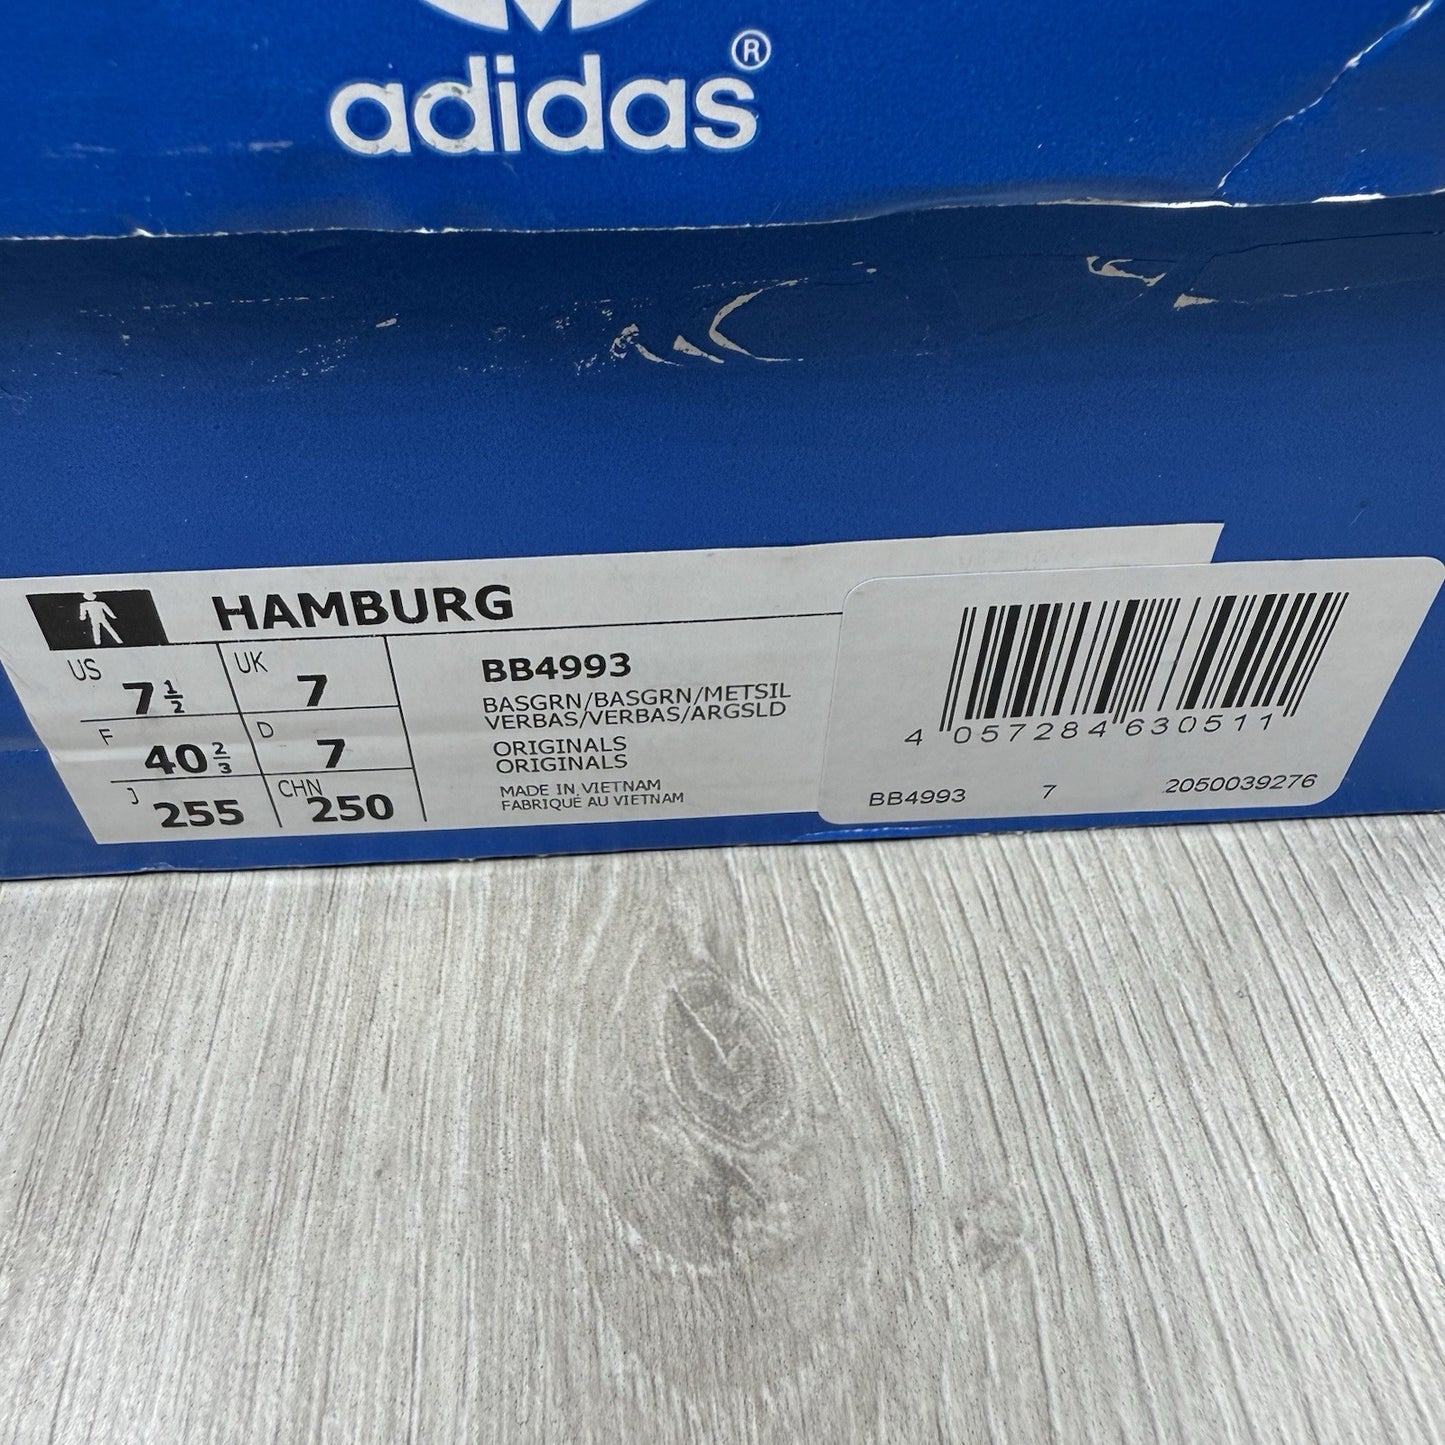 adidas®
HAMBURG
US 7 1/2 UK 7
F 40 2/3 D 7
J 255 CHN 250
BB4993
BASGRN/BASGRN/METSIL
VERBAS/VERBAS/ARGSLD
ORIGINALS
ORIGINALS
MADE IN VIETNAM
FABRIQUÉ AU VIETNAM
4 057284 630511
BB4993 7 2050039276